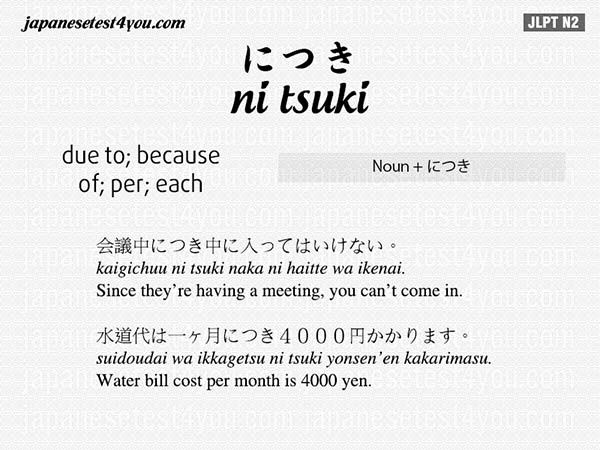 japanesetest4you.com
JLPT N2
につき
ni tsuki
due to; because
of; per; each
Noun + につき
会議中につき中に入ってはいけない。
kaigichuu ni tsuki naka ni haitte wa ikenai.
Since they're having a meeting, you can't come in.
水道代は一ヶ月につき４０００円かかります。
suidoudai wa ikkagetsu ni tsuki yonsen'en kakarimasu.
Water bill cost per month is 4000 yen.